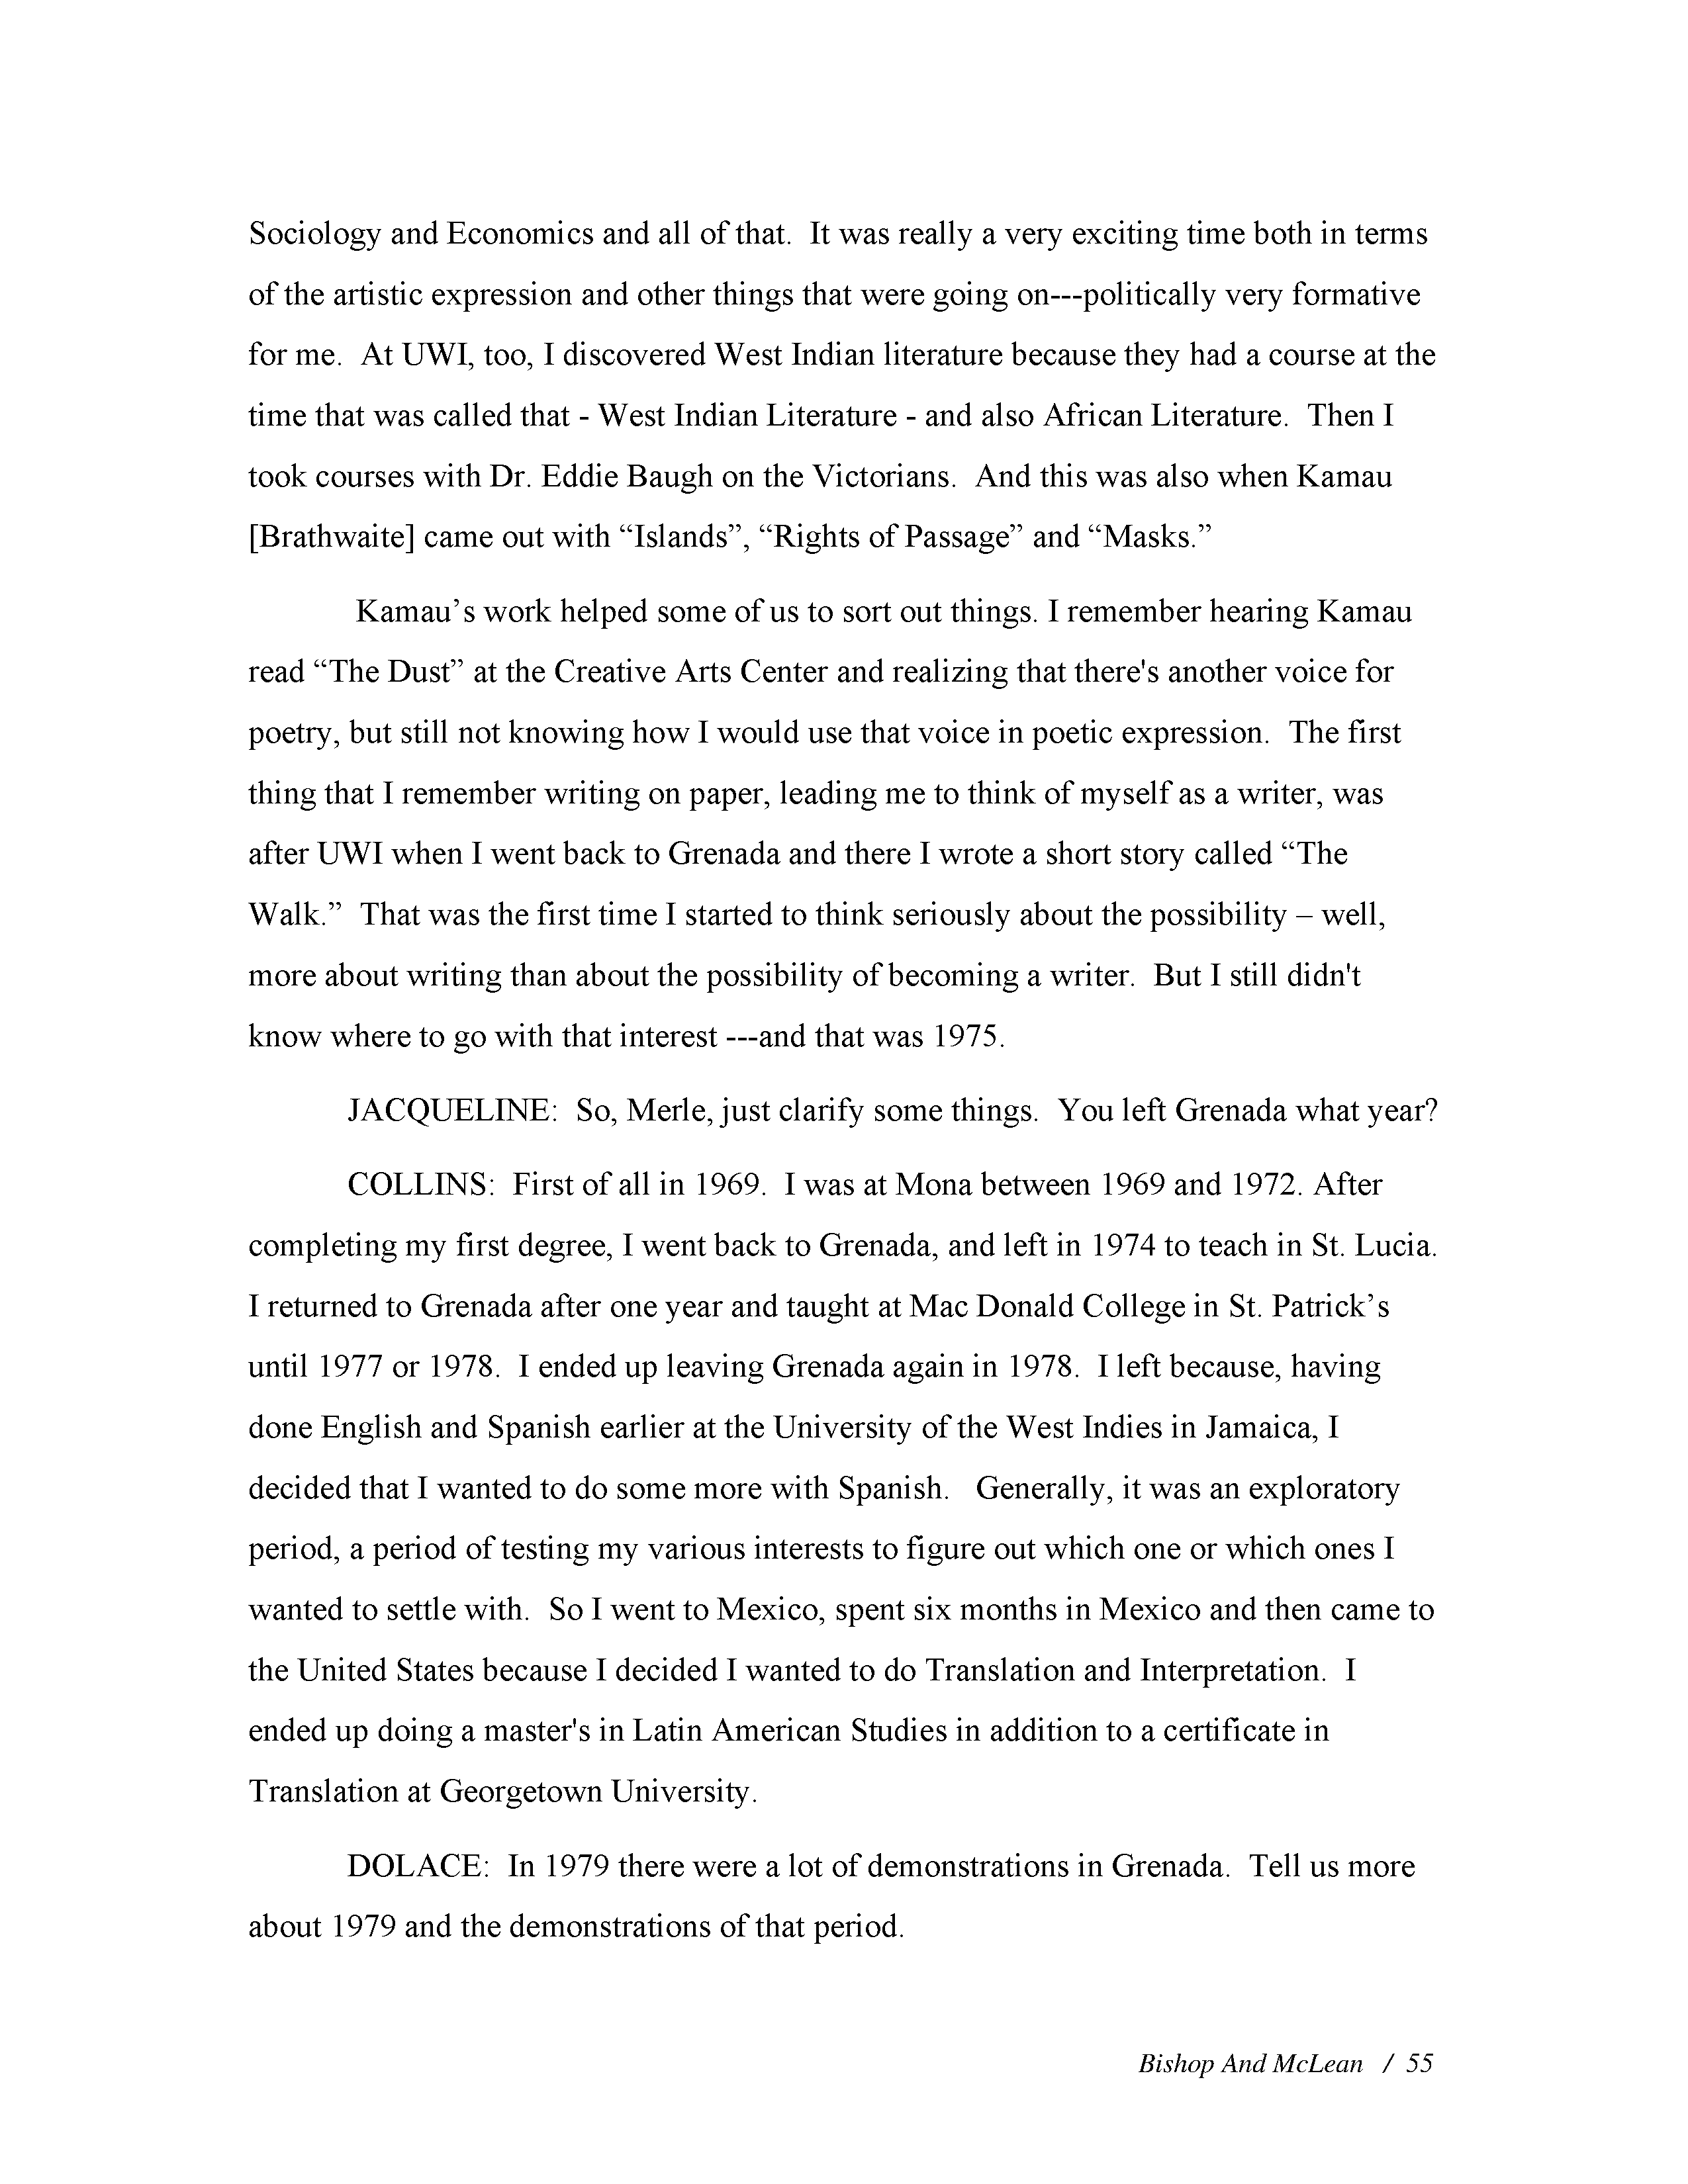 Sociology and Economics and all of that.  It was really a very exciting time both in terms
of the artistic expression and other things that were going on---politically very formative
for me.  At UWI, too, I discovered West Indian literature because they had a course at the
time that was called that - West Indian Literature - and also African Literature.  Then I
took courses with Dr. Eddie Baugh on the Victorians.  And this was also when Kamau
[Brathwaite] came out with “Islands”, “Rights of Passage” and “Masks.”
Kamau’s work helped some of us to sort out things. I remember hearing Kamau
read “The Dust” at the Creative Arts Center and realizing that there's another voice for
poetry, but still not knowing how I would use that voice in poetic expression.  The first
thing that I remember writing on paper, leading me to think of myself as a writer, was
after UWI when I went back to Grenada and there I wrote a short story called “The
Walk.”  That was the first time I started to think seriously about the possibility – well,
more about writing than about the possibility of becoming a writer.  But I still didn't
know where to go with that interest ---and that was 1975.
JACQUELINE:  So, Merle, just clarify some things.  You left Grenada what year?
COLLINS:  First of all in 1969.  I was at Mona between 1969 and 1972. After
completing my first degree, I went back to Grenada, and left in 1974 to teach in St. Lucia.
I returned to Grenada after one year and taught at Mac Donald College in St. Patrick’s
until 1977 or 1978.  I ended up leaving Grenada again in 1978.  I left because, having
done English and Spanish earlier at the University of the West Indies in Jamaica, I
decided that I wanted to do some more with Spanish.   Generally, it was an exploratory
period, a period of testing my various interests to figure out which one or which ones I
wanted to settle with.  So I went to Mexico, spent six months in Mexico and then came to
the United States because I decided I wanted to do Translation and Interpretation.  I
ended up doing a master's in Latin American Studies in addition to a certificate in
Translation at Georgetown University.
DOLACE:  In 1979 there were a lot of demonstrations in Grenada.  Tell us more
about 1979 and the demonstrations of that period.
Bishop And McLean   /  55